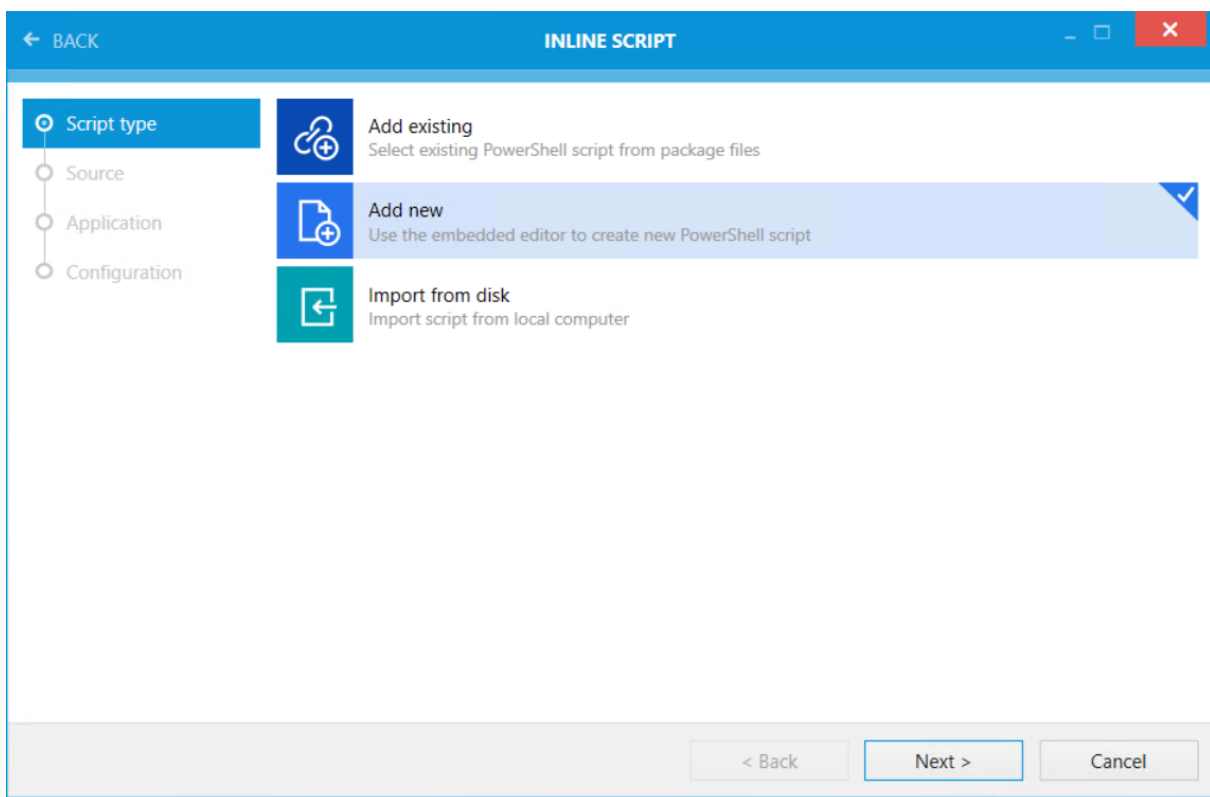 BACK
INLINE SCRIPT
Script type
Source
Application
Configuration
Add existing
Select existing PowerShell script from package files
Add new
Use the embedded editor to create new PowerShell script
Import from disk
Import script from local computer
< Back
Next >
Cancel